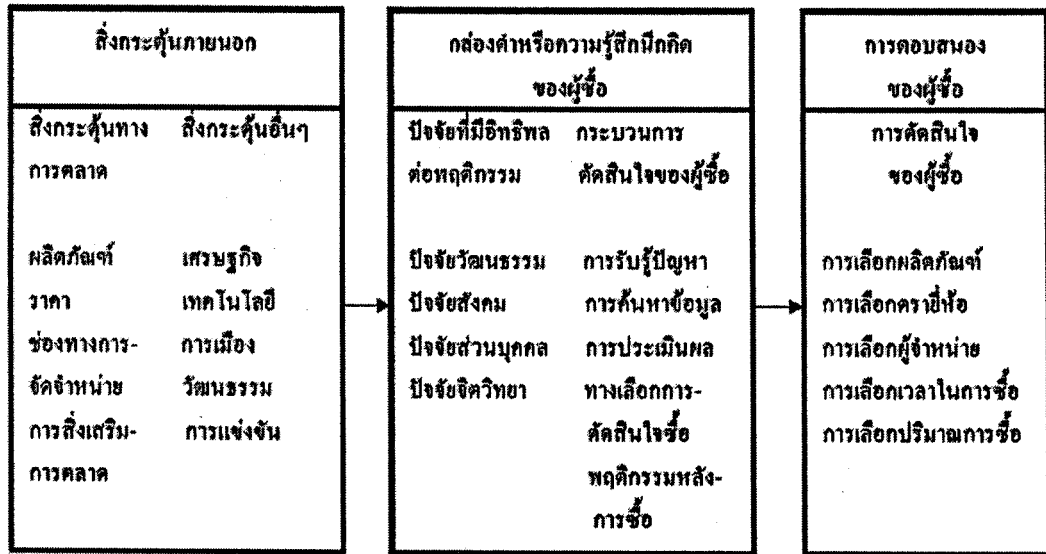 สิ่งกระตุ้นภายนอก
สิ่งกระตุ้นทาง สิ่งกระตุ้นอื่นๆ
การตลาด
ผลิตภัณฑ์ เศรษฐกิจ
ราคา เทคโนโลยี
ช่องทางการ- การเมือง
จัดจำหน่าย วัฒนธรรม
การส่งเสริม- การแข่งขัน
การตลาด
กล่องดำหรือความรู้สึกนึกคิด
ของผู้ซื้อ
ปัจจัยที่มีอิทธิพล กระบวนการ
ต่อพฤติกรรม ตัดสินใจของผู้ซื้อ
ปัจจัยวัฒนธรรม การรับรู้ปัญหา
ปัจจัยสังคม การค้นหาข้อมูล
ปัจจัยส่วนบุคคล การประเมินผล
ปัจจัยจิตวิทยา ทางเลือกการ-
ตัดสินใจซื้อ
พฤติกรรมหลัง-
การซื้อ
การตอบสนอง
ของผู้ซื้อ
การตัดสินใจ
ของผู้ซื้อ
การเลือกผลิตภัณฑ์
การเลือกตรายี่ห้อ
การเลือกผู้จำหน่าย
การเลือกเวลาในการซื้อ
การเลือกปริมาณการซื้อ